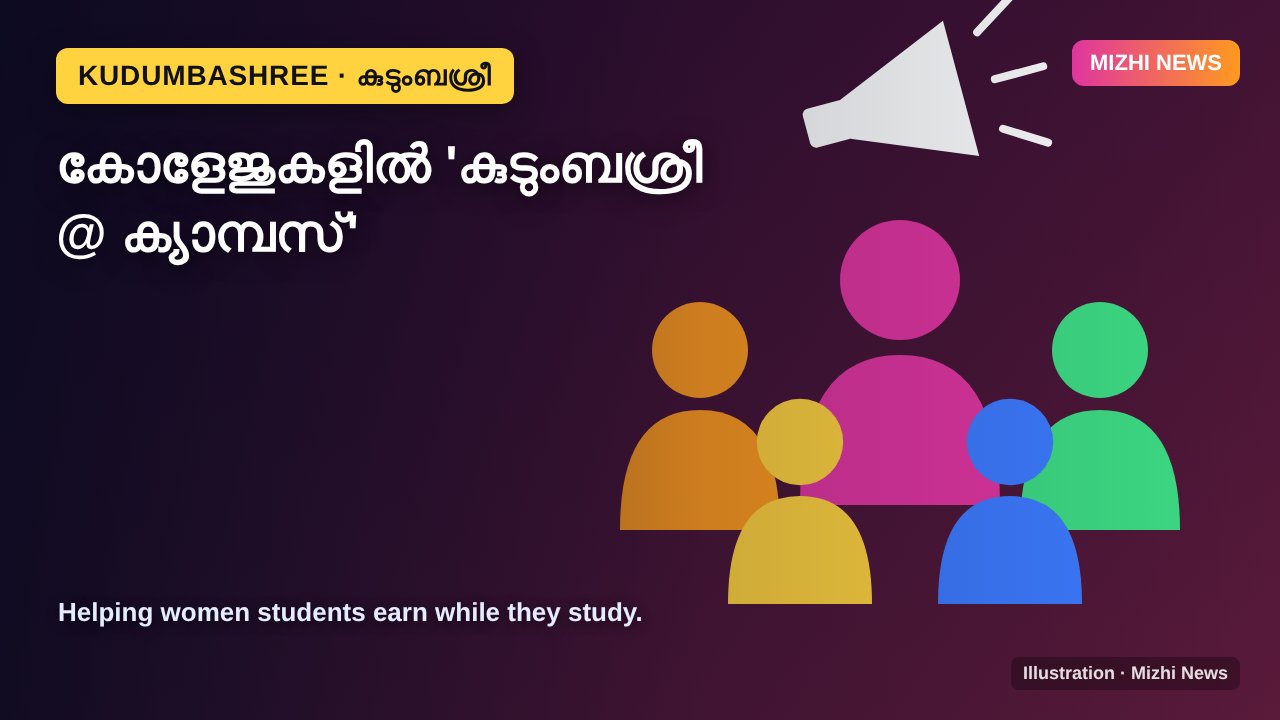 KUDUMBASHREE · കുടുംബശ്രീ
MIZHI NEWS
കോളേജുകളിൽ 'കുടുംബശ്രീ
@ ക്യാമ്പസ്'
Helping women students earn while they study.
Illustration · Mizhi News